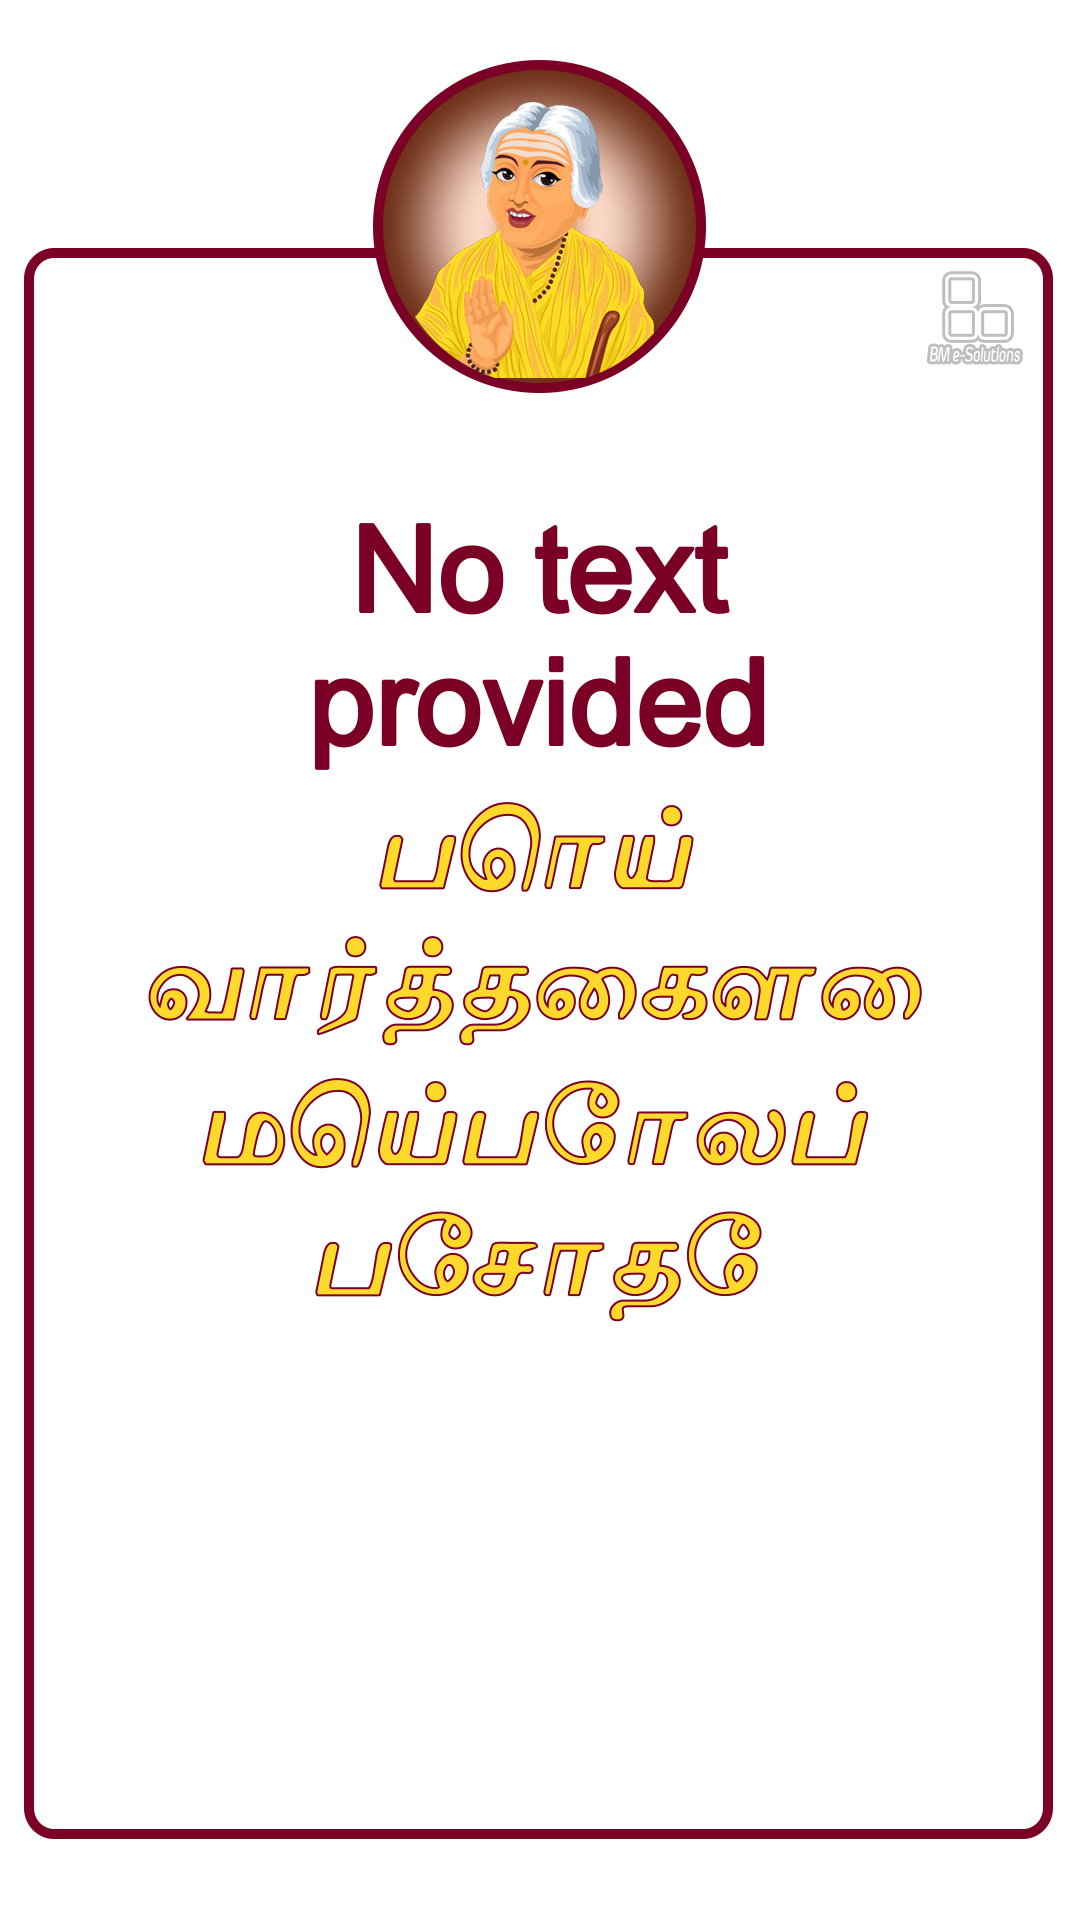 BM e-Solutions
No text
provided
பொய்
வார்த்தைகளை
மெய்போலப்
பேசாதே